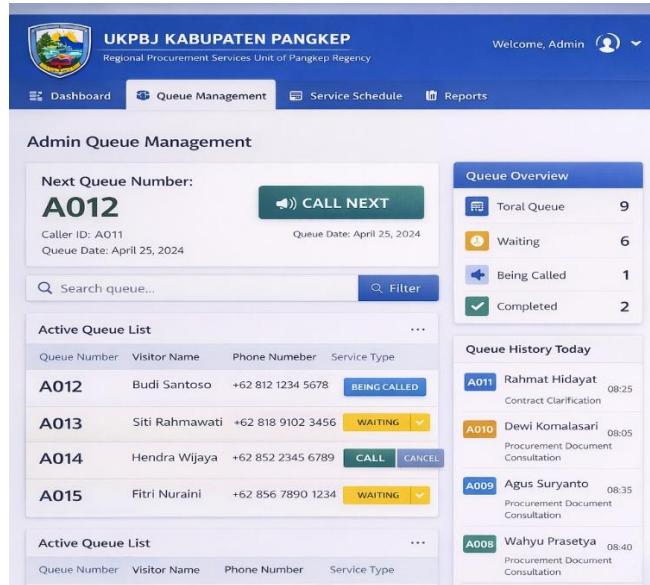 UKPBJ KABUPATEN PANGKEP
Regional Procurement Services Unit of Pangkep Regency
Welcome, Admin
Dashboard Queue Management Service Schedule Reports
Admin Queue Management
Next Queue Number:
A012
Caller ID: A011
Queue Date: April 25, 2024
CALL NEXT
Queue Date: April 25, 2024
Search queue...
Filter
Active Queue List
Queue Number Visitor Name Phone Numeber Service Type
A012 Budi Santoso +62 812 1234 5678 BEING CALLED
A013 Siti Rahmawati +62 818 9102 3456 WAITING
A014 Hendra Wijaya +62 852 2345 6789 CALL CANCEL
A015 Fitri Nuraini +62 856 7890 1234 WAITING
Active Queue List
Queue Number Visitor Name Phone Number Service Type
Queue Overview
Toral Queue 9
Waiting 6
Being Called 1
Completed 2
Queue History Today
A011 Rahmat Hidayat 08:25
Contract Clarification
A010 Dewi Komalasari 08:05
Procurement Document
Consultation
A009 Agus Suryanto 08:35
Procurement Document
Consultation
A008 Wahyu Prasetya 08:40
Procurement Document
Consultation